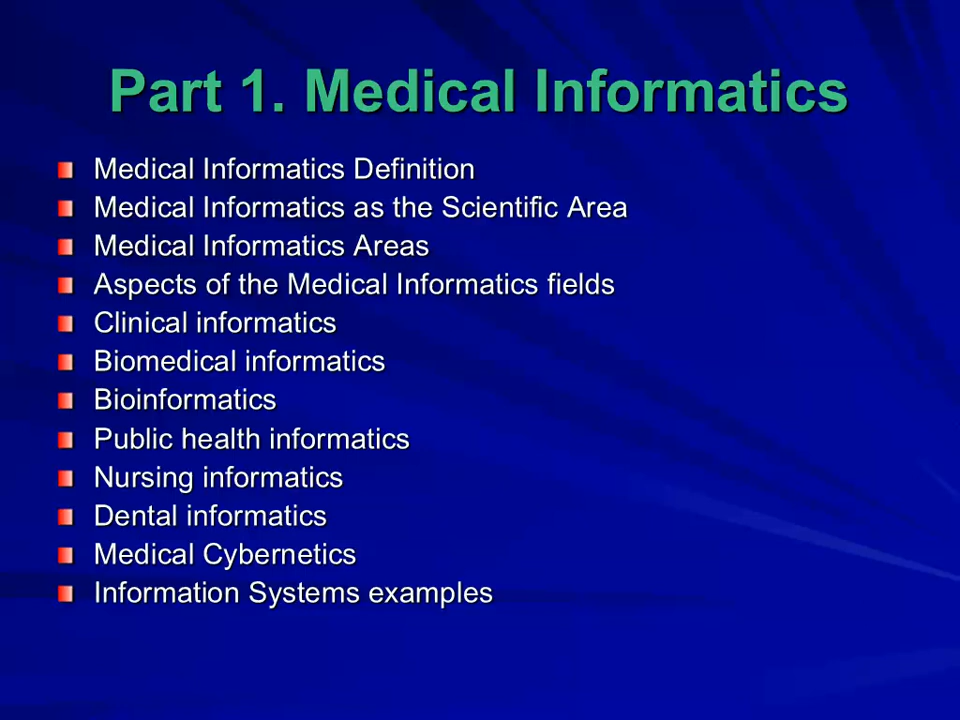 Part 1. Medical Informatics
Medical Informatics Definition
Medical Informatics as the Scientific Area
Medical Informatics Areas
Aspects of the Medical Informatics fields
Clinical informatics
Biomedical informatics
Bioinformatics
Public health informatics
Nursing informatics
Dental informatics
Medical Cybernetics
Information Systems examples